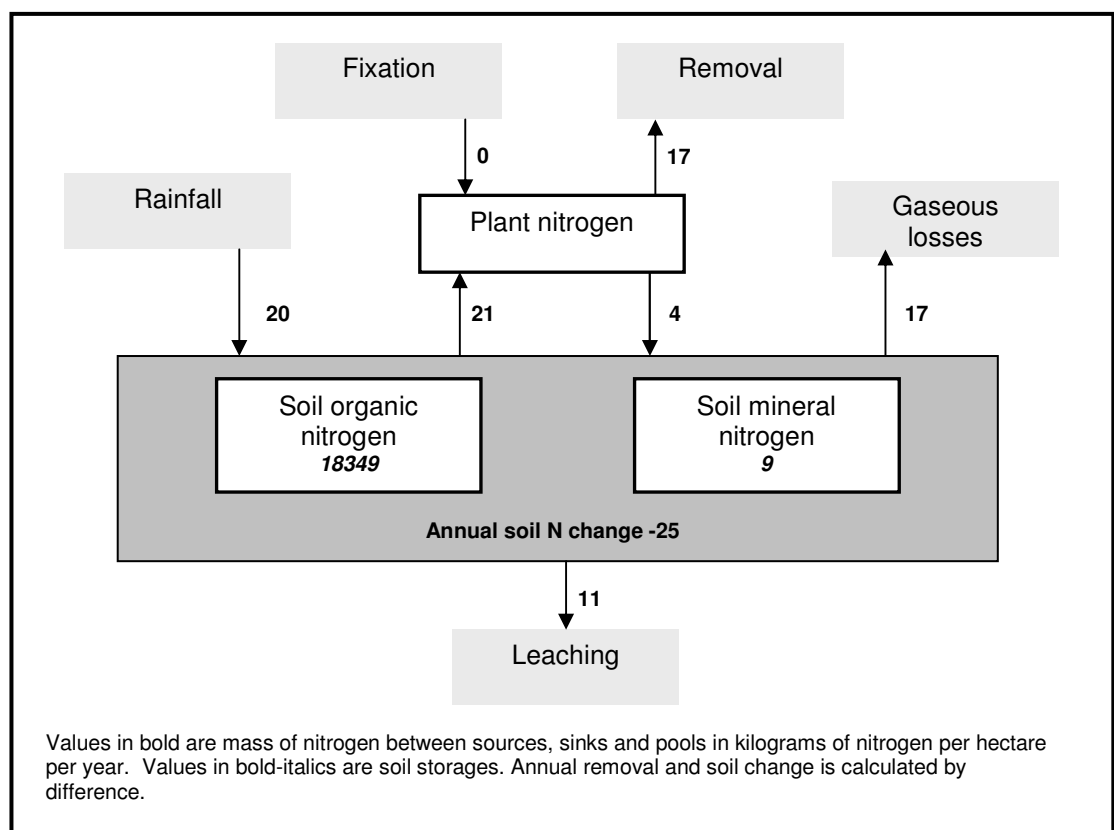 Fixation
Removal
0
17
Rainfall
Plant nitrogen
Gaseous
losses
20
21
4
17
Soil organic
nitrogen
18349
Soil mineral
nitrogen
9
Annual soil N change -25
11
Leaching
Values in bold are mass of nitrogen between sources, sinks and pools in kilograms of nitrogen per hectare
per year. Values in bold-italics are soil storages. Annual removal and soil change is calculated by
difference.